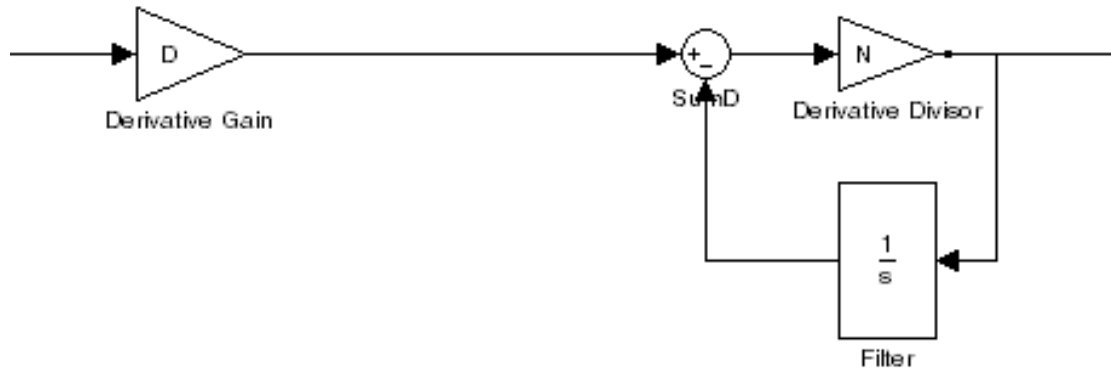 D
+
−
N
SumD
Derivative Gain
Derivative Divisor
1
s
Filter